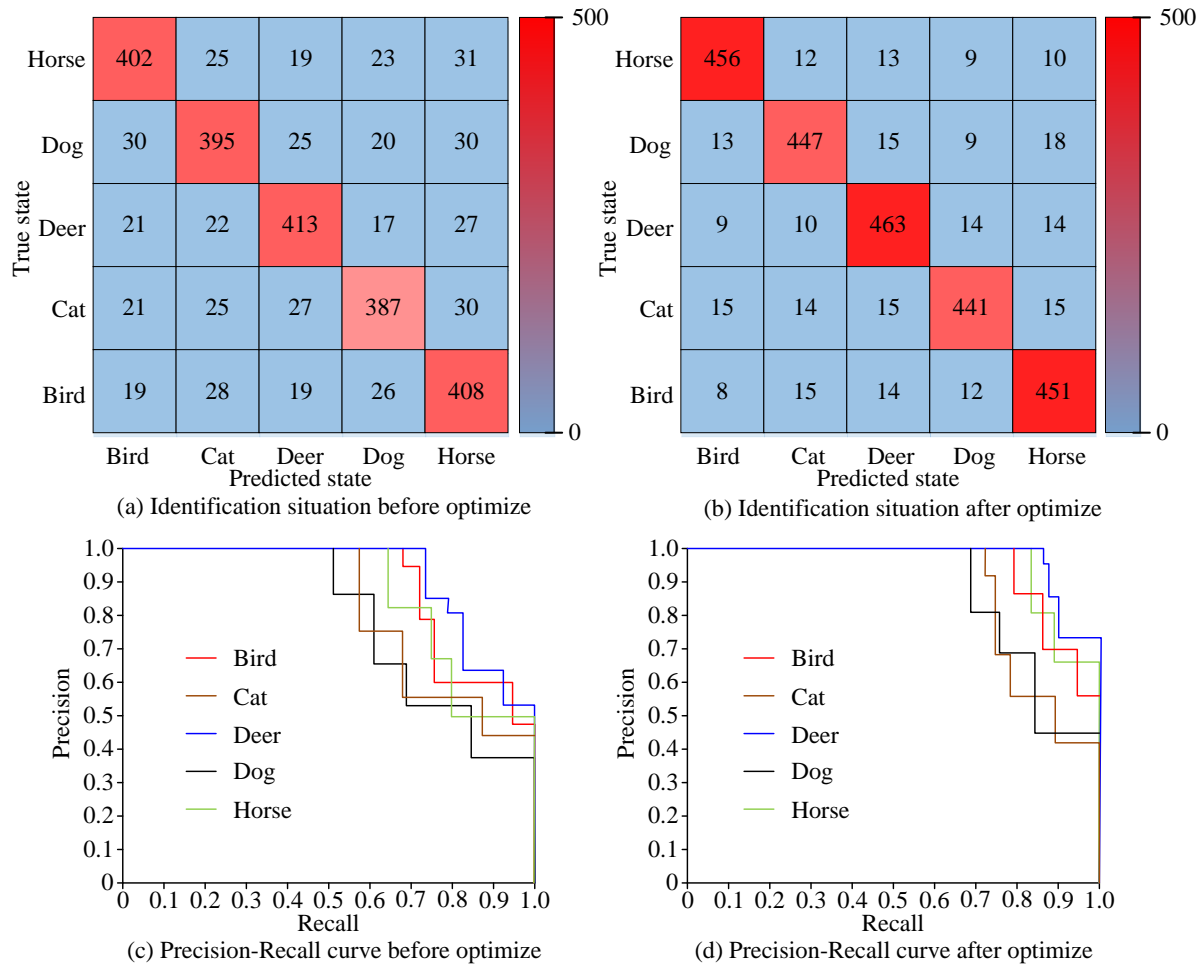 500
Horse 402 25 19 23 31
Dog 30 395 25 20 30
Deer 21 22 413 17 27
Cat 21 25 27 387 30
Bird 19 28 19 26 408
0
True state
Bird Cat Deer Dog Horse
Predicted state
(a) Identification situation before optimize
500
Horse 456 12 13 9 10
Dog 13 447 15 9 18
Deer 9 10 463 14 14
Cat 15 14 15 441 15
Bird 8 15 14 12 451
0
True state
Bird Cat Deer Dog Horse
Predicted state
(b) Identification situation after optimize
1.0
0.9
0.8
0.7
0.6
0.5
0.4
0.3
0.2
0.1
0
Precision
Bird
Cat
Deer
Dog
Horse
0 0.1 0.2 0.3 0.4 0.5 0.6 0.7 0.8 0.9 1.0
Recall
(c) Precision-Recall curve before optimize
1.0
0.9
0.8
0.7
0.6
0.5
0.4
0.3
0.2
0.1
0
Precision
Bird
Cat
Deer
Dog
Horse
0 0.1 0.2 0.3 0.4 0.5 0.6 0.7 0.8 0.9 1.0
Recall
(d) Precision-Recall curve after optimize